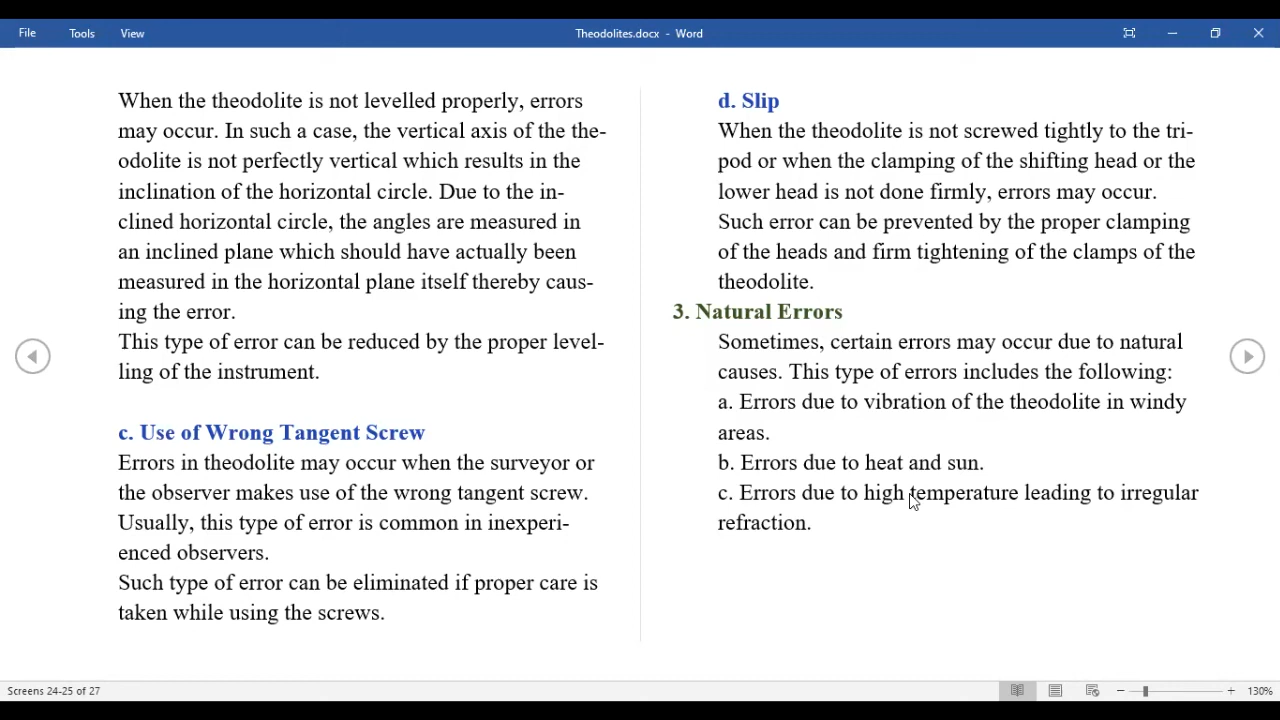 File Tools View Theodolites.docx - Word
When the theodolite is not levelled properly, errors
may occur. In such a case, the vertical axis of the the-
odolite is not perfectly vertical which results in the
inclination of the horizontal circle. Due to the in-
clined horizontal circle, the angles are measured in
an inclined plane which should have actually been
measured in the horizontal plane itself thereby caus-
ing the error.
This type of error can be reduced by the proper level-
ling of the instrument.
c. Use of Wrong Tangent Screw
Errors in theodolite may occur when the surveyor or
the observer makes use of the wrong tangent screw.
Usually, this type of error is common in inexperi-
enced observers.
Such type of error can be eliminated if proper care is
taken while using the screws.
d. Slip
When the theodolite is not screwed tightly to the tri-
pod or when the clamping of the shifting head or the
lower head is not done firmly, errors may occur.
Such error can be prevented by the proper clamping
of the heads and firm tightening of the clamps of the
theodolite.
3. Natural Errors
Sometimes, certain errors may occur due to natural
causes. This type of errors includes the following:
a. Errors due to vibration of the theodolite in windy
areas.
b. Errors due to heat and sun.
c. Errors due to high temperature leading to irregular
refraction.
Screens 24-25 of 27 130%